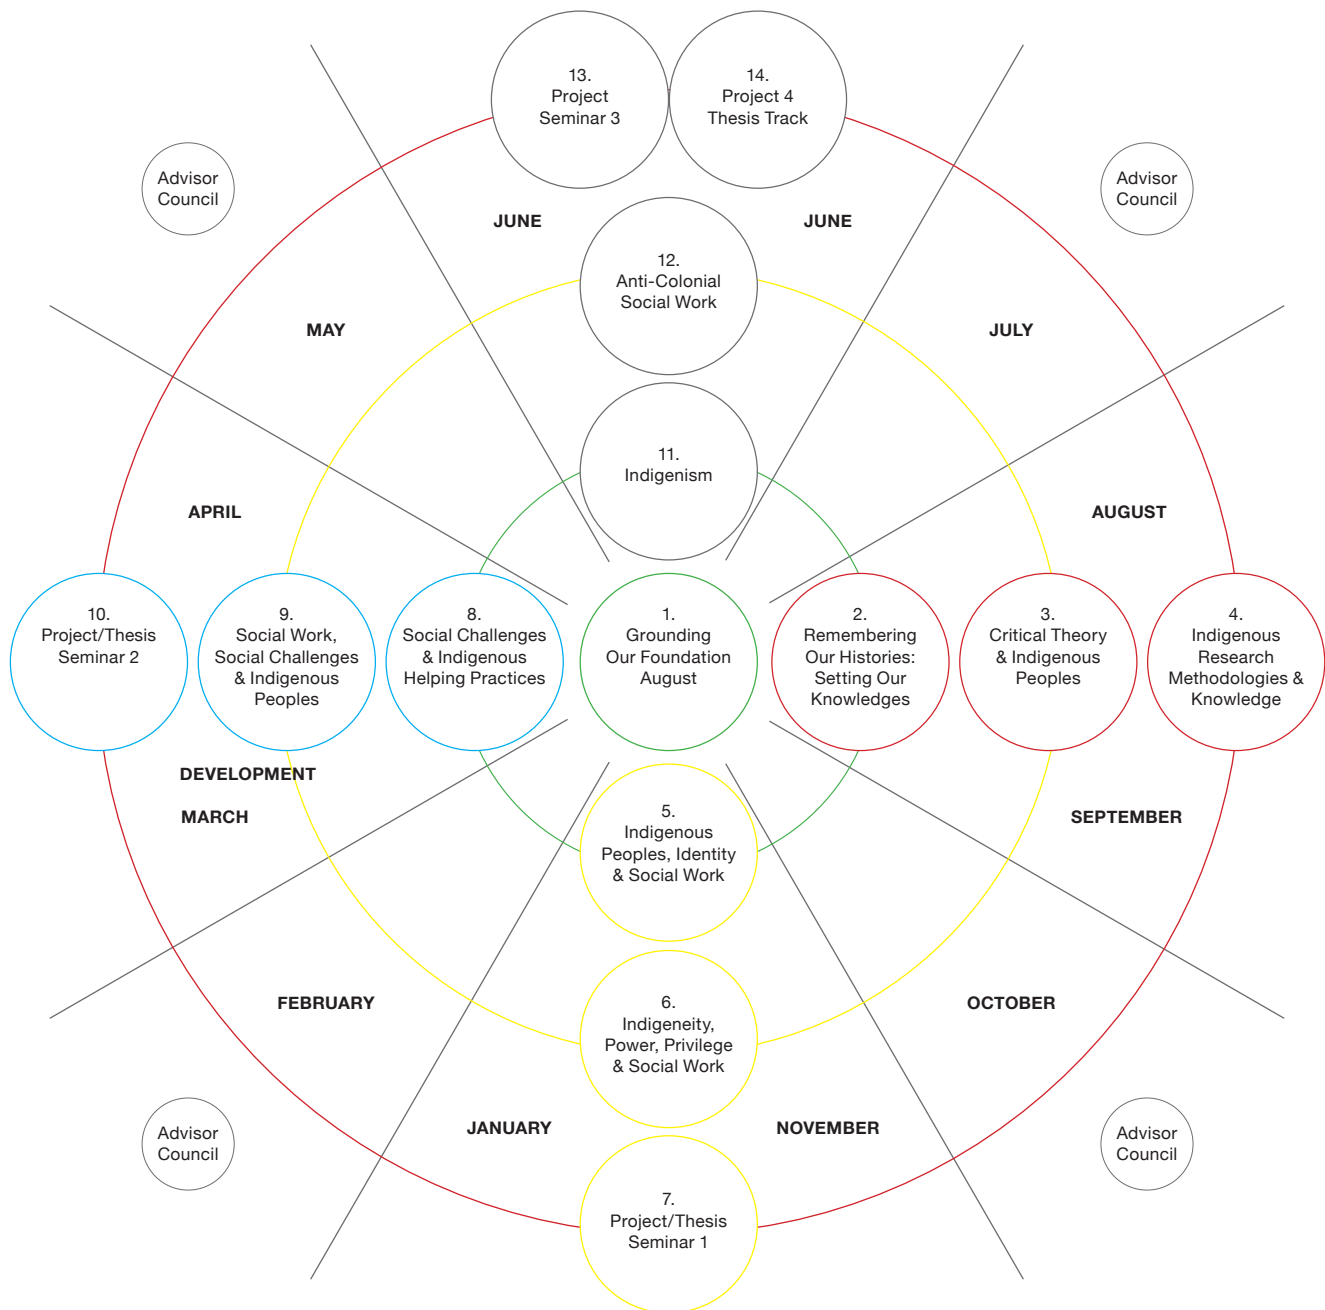 13.
Project
Seminar 3
14.
Project 4
Thesis Track
Advisor
Council
Advisor
Council
JUNE
JUNE
12.
Anti-Colonial
Social Work
MAY
JULY
11.
Indigenism
APRIL
AUGUST
10.
Project/Thesis
Seminar 2
9.
Social Work,
Social Challenges
& Indigenous
Peoples
8.
Social Challenges
& Indigenous
Helping Practices
1.
Grounding
Our Foundation
August
2.
Remembering
Our Histories:
Setting Our
Knowledges
3.
Critical Theory
& Indigenous
Peoples
4.
Indigenous
Research
Methodologies &
Knowledge
DEVELOPMENT
MARCH
SEPTEMBER
5.
Indigenous
Peoples, Identity
& Social Work
FEBRUARY
OCTOBER
6.
Indigeneity,
Power, Privilege
& Social Work
JANUARY
NOVEMBER
Advisor
Council
Advisor
Council
7.
Project/Thesis
Seminar 1